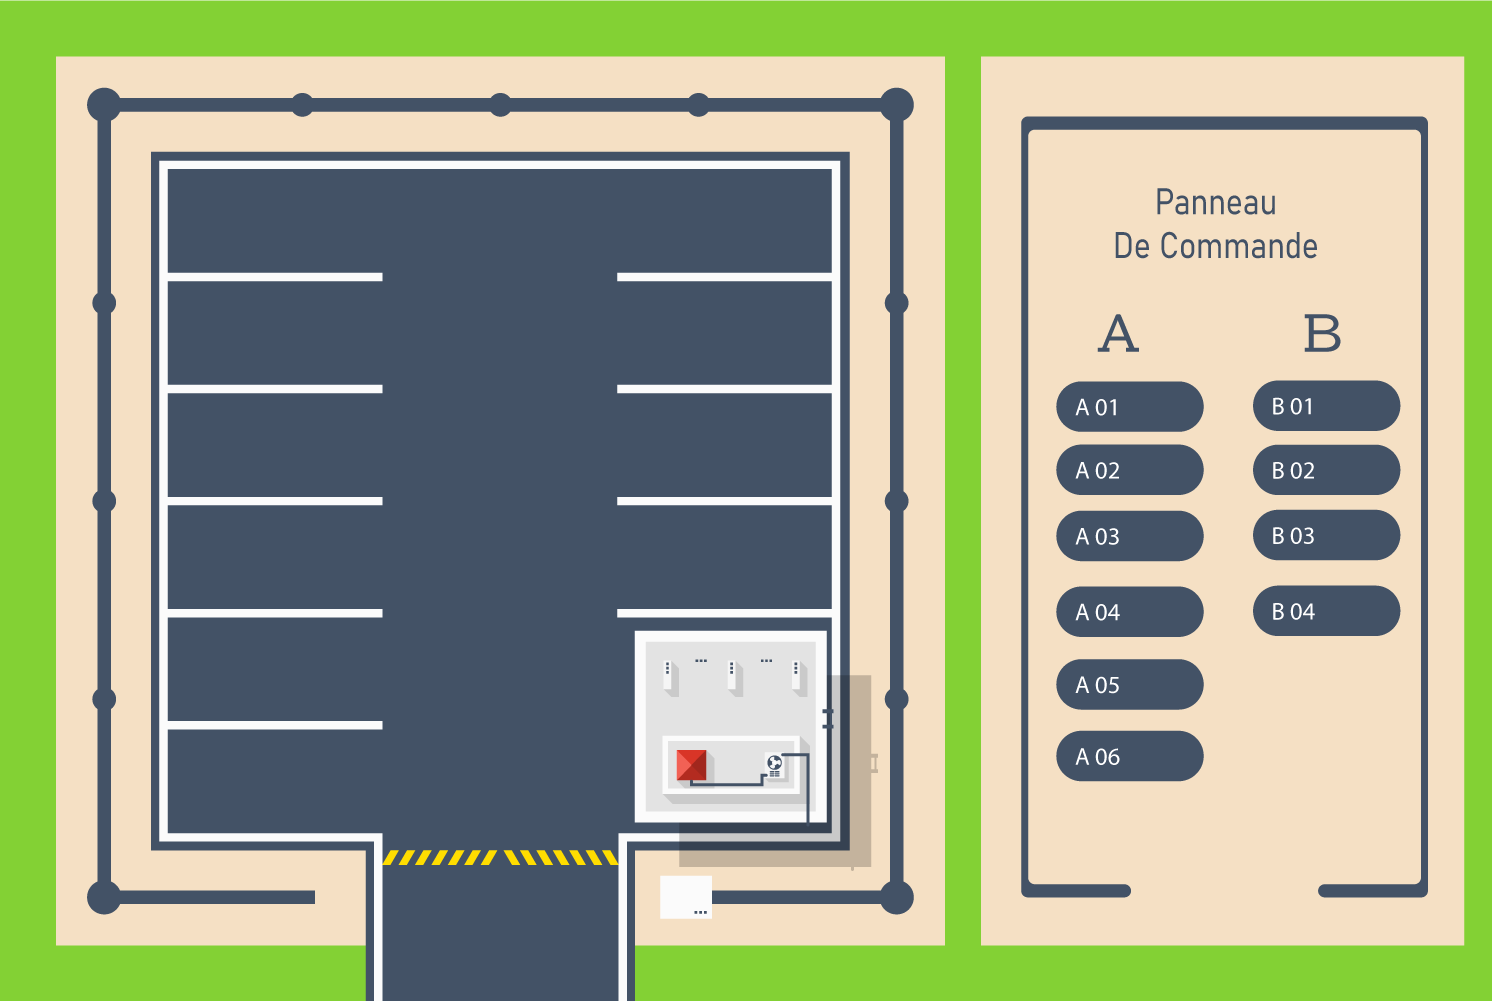 Panneau
De Commande
A B
A 01 B 01
A 02 B 02
A 03 B 03
A 04 B 04
A 05
A 06